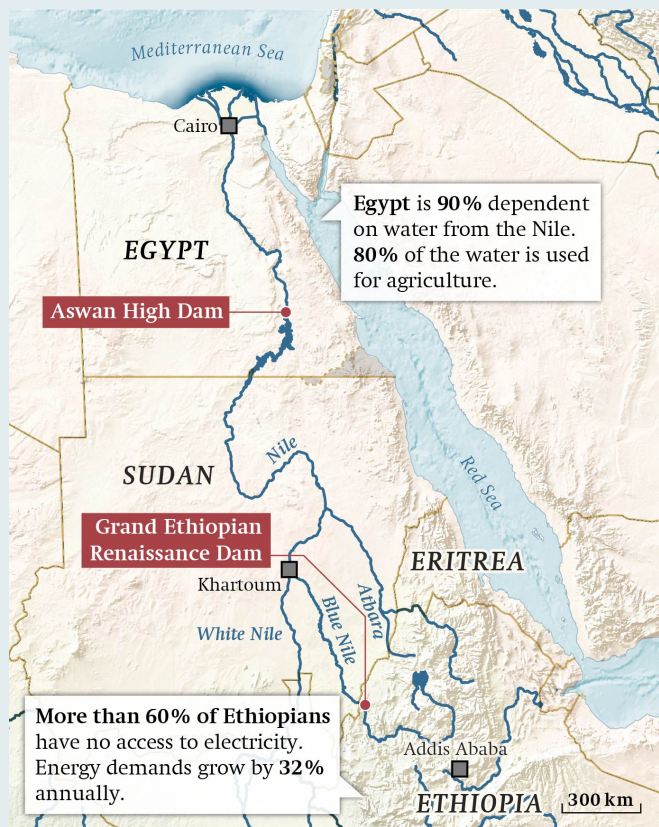 Mediterranean Sea
Cairo
Egypt is 90% dependent
on water from the Nile.
80% of the water is used
for agriculture.
EGYPT
Aswan High Dam
Nile
SUDAN
Red Sea
Grand Ethiopian
Renaissance Dam
ERITREA
Khartoum
Atbara
Blue Nile
White Nile
More than 60% of Ethiopians
have no access to electricity.
Energy demands grow by 32%
annually.
Addis Ababa
ETHIOPIA
300 km